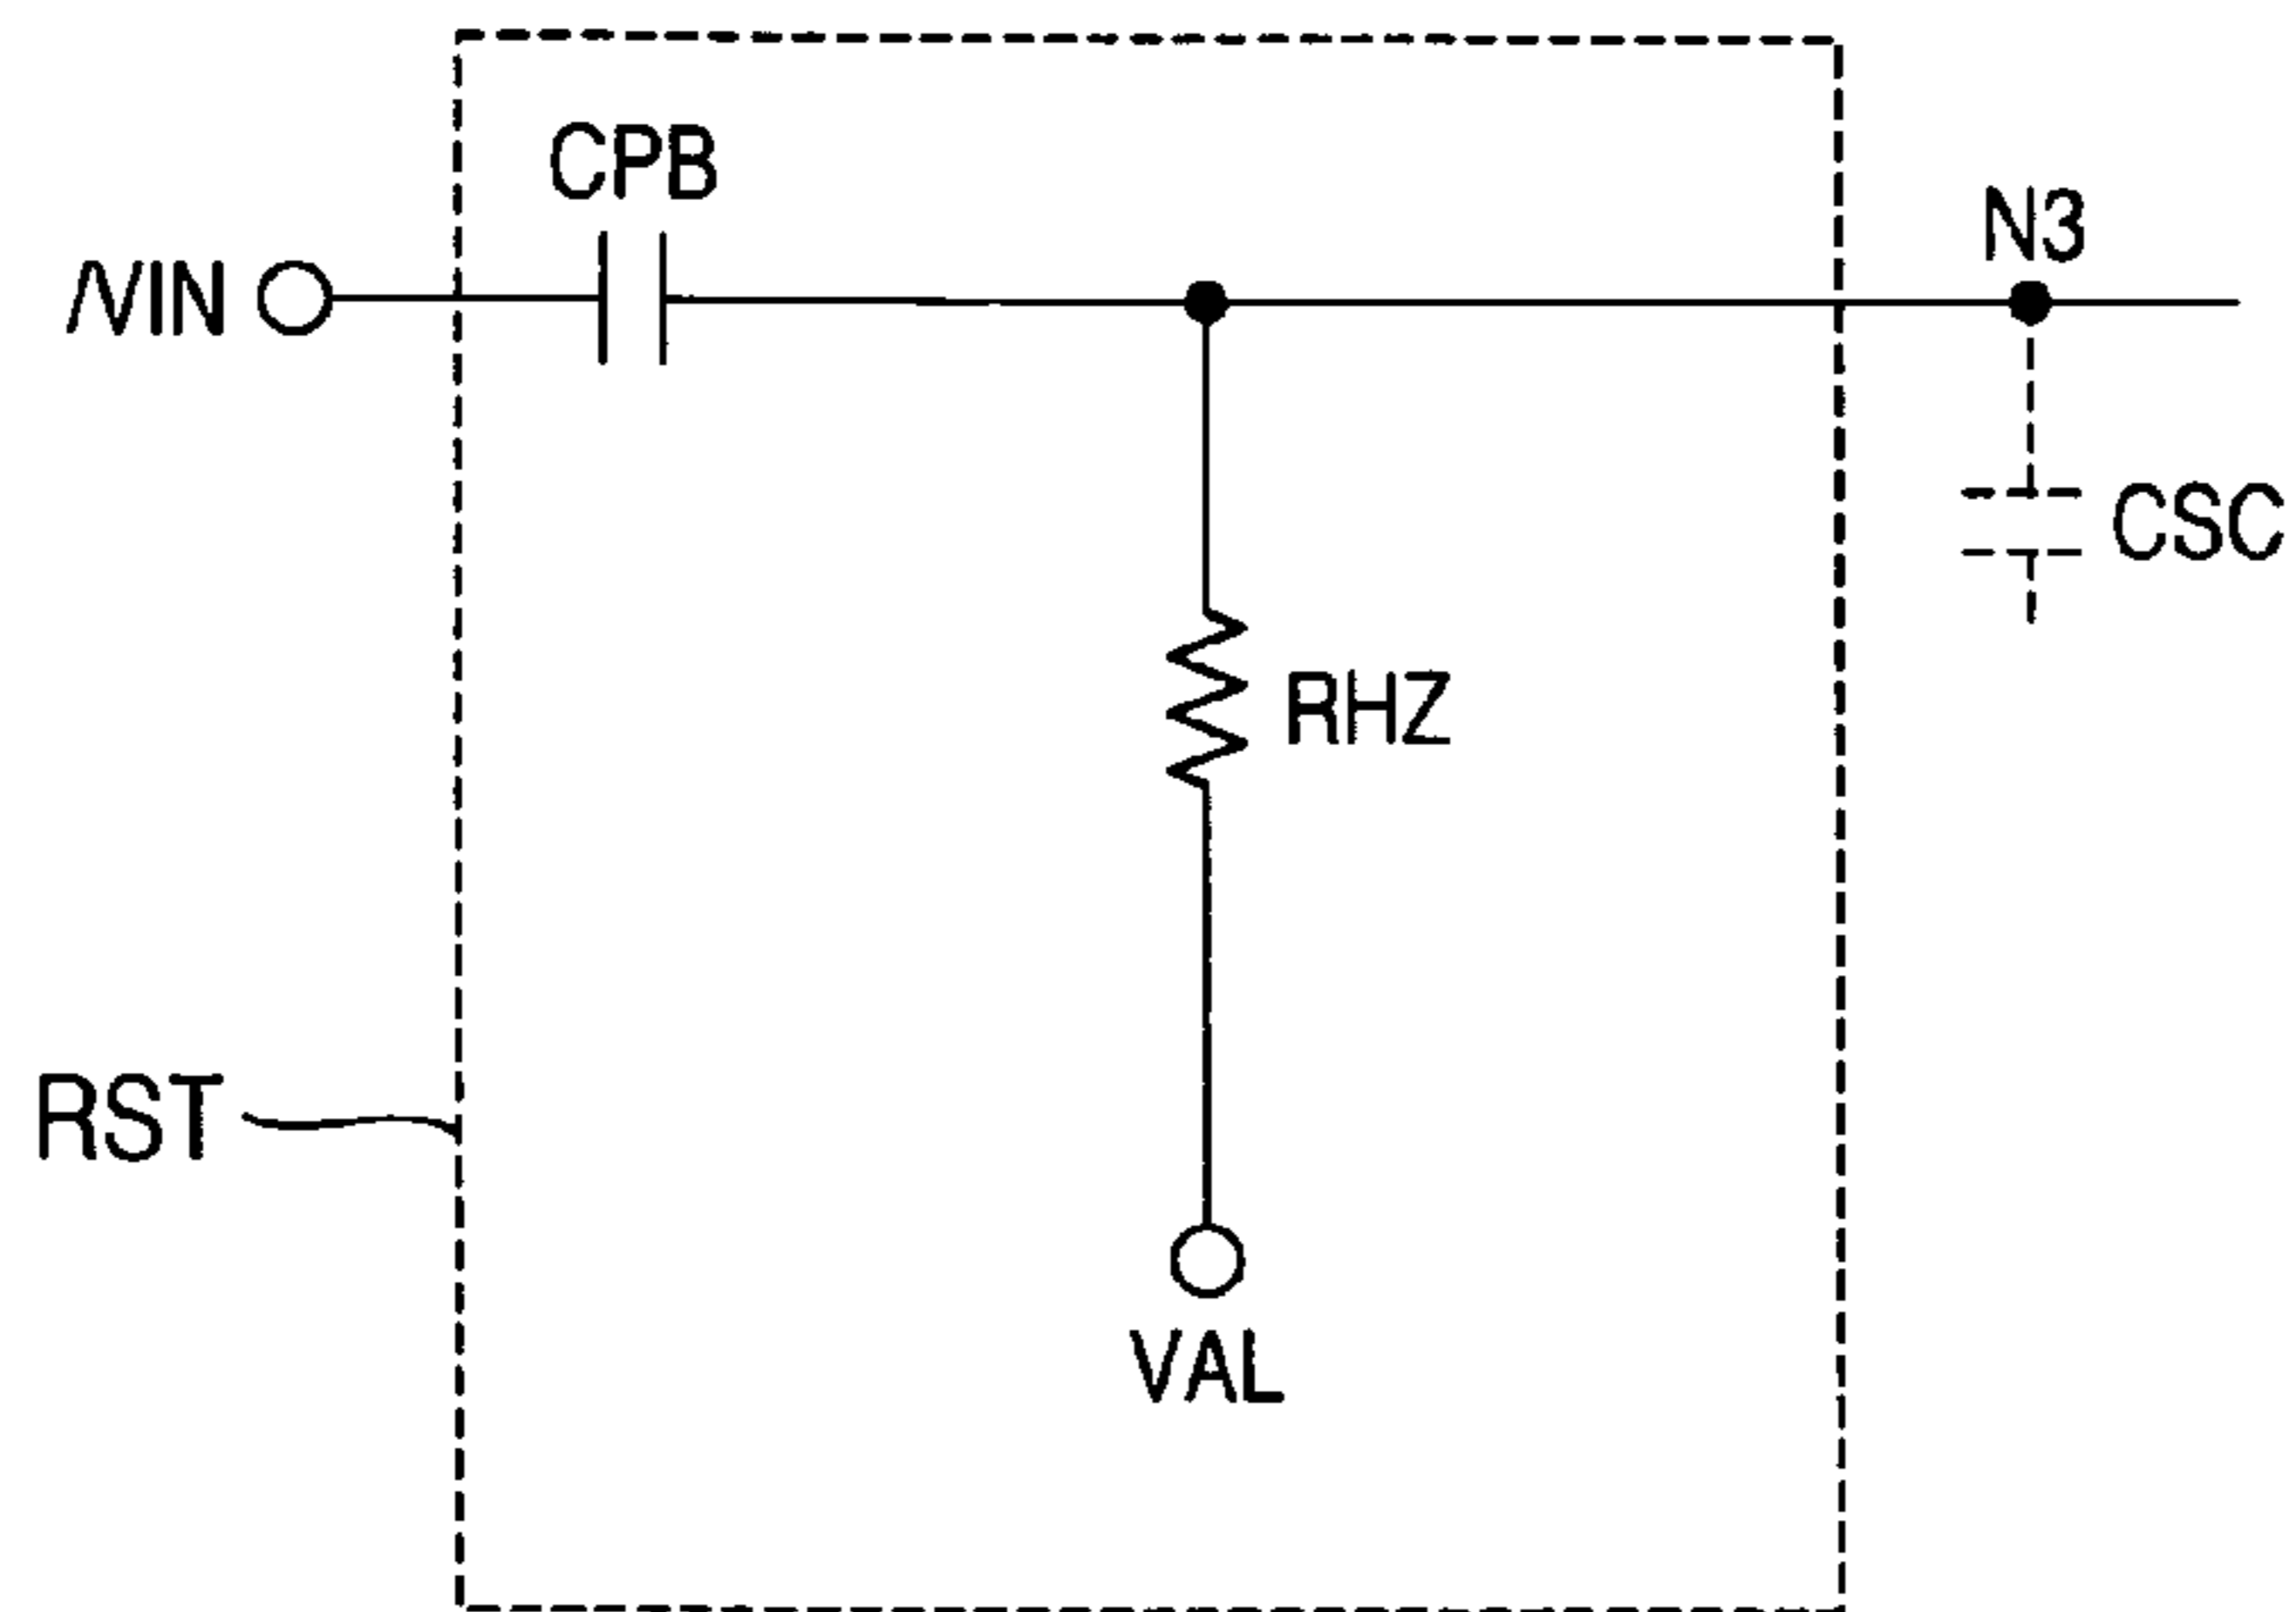 CPB
N3
/VIN
CSC
RHZ
RST
VAL